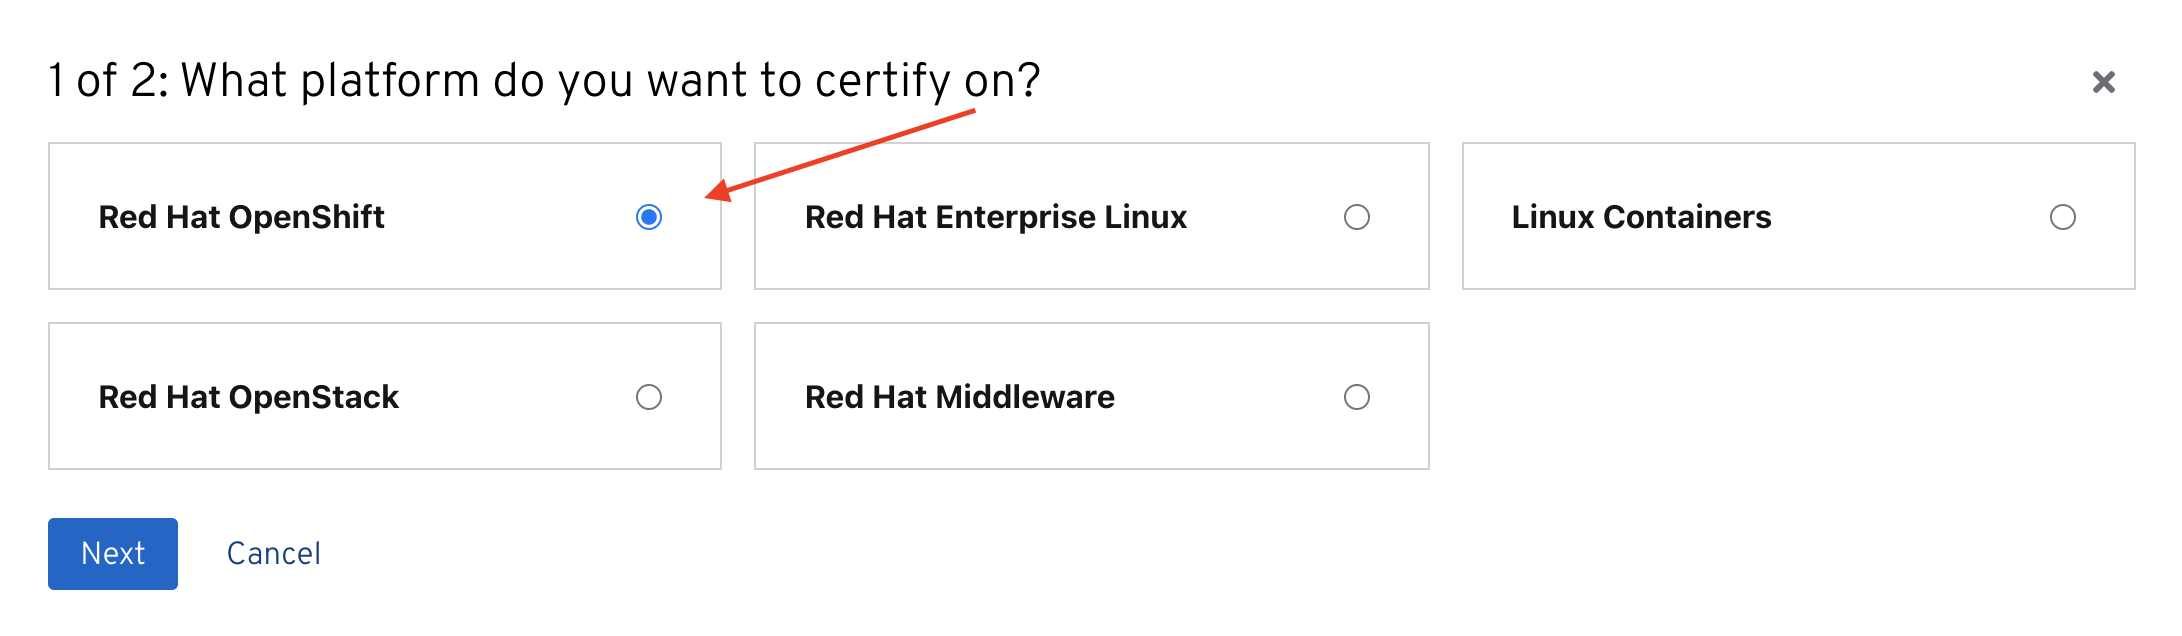 1 of 2: What platform do you want to certify on?
Red Hat OpenShift
Red Hat Enterprise Linux
Linux Containers
Red Hat OpenStack
Red Hat Middleware
Next
Cancel